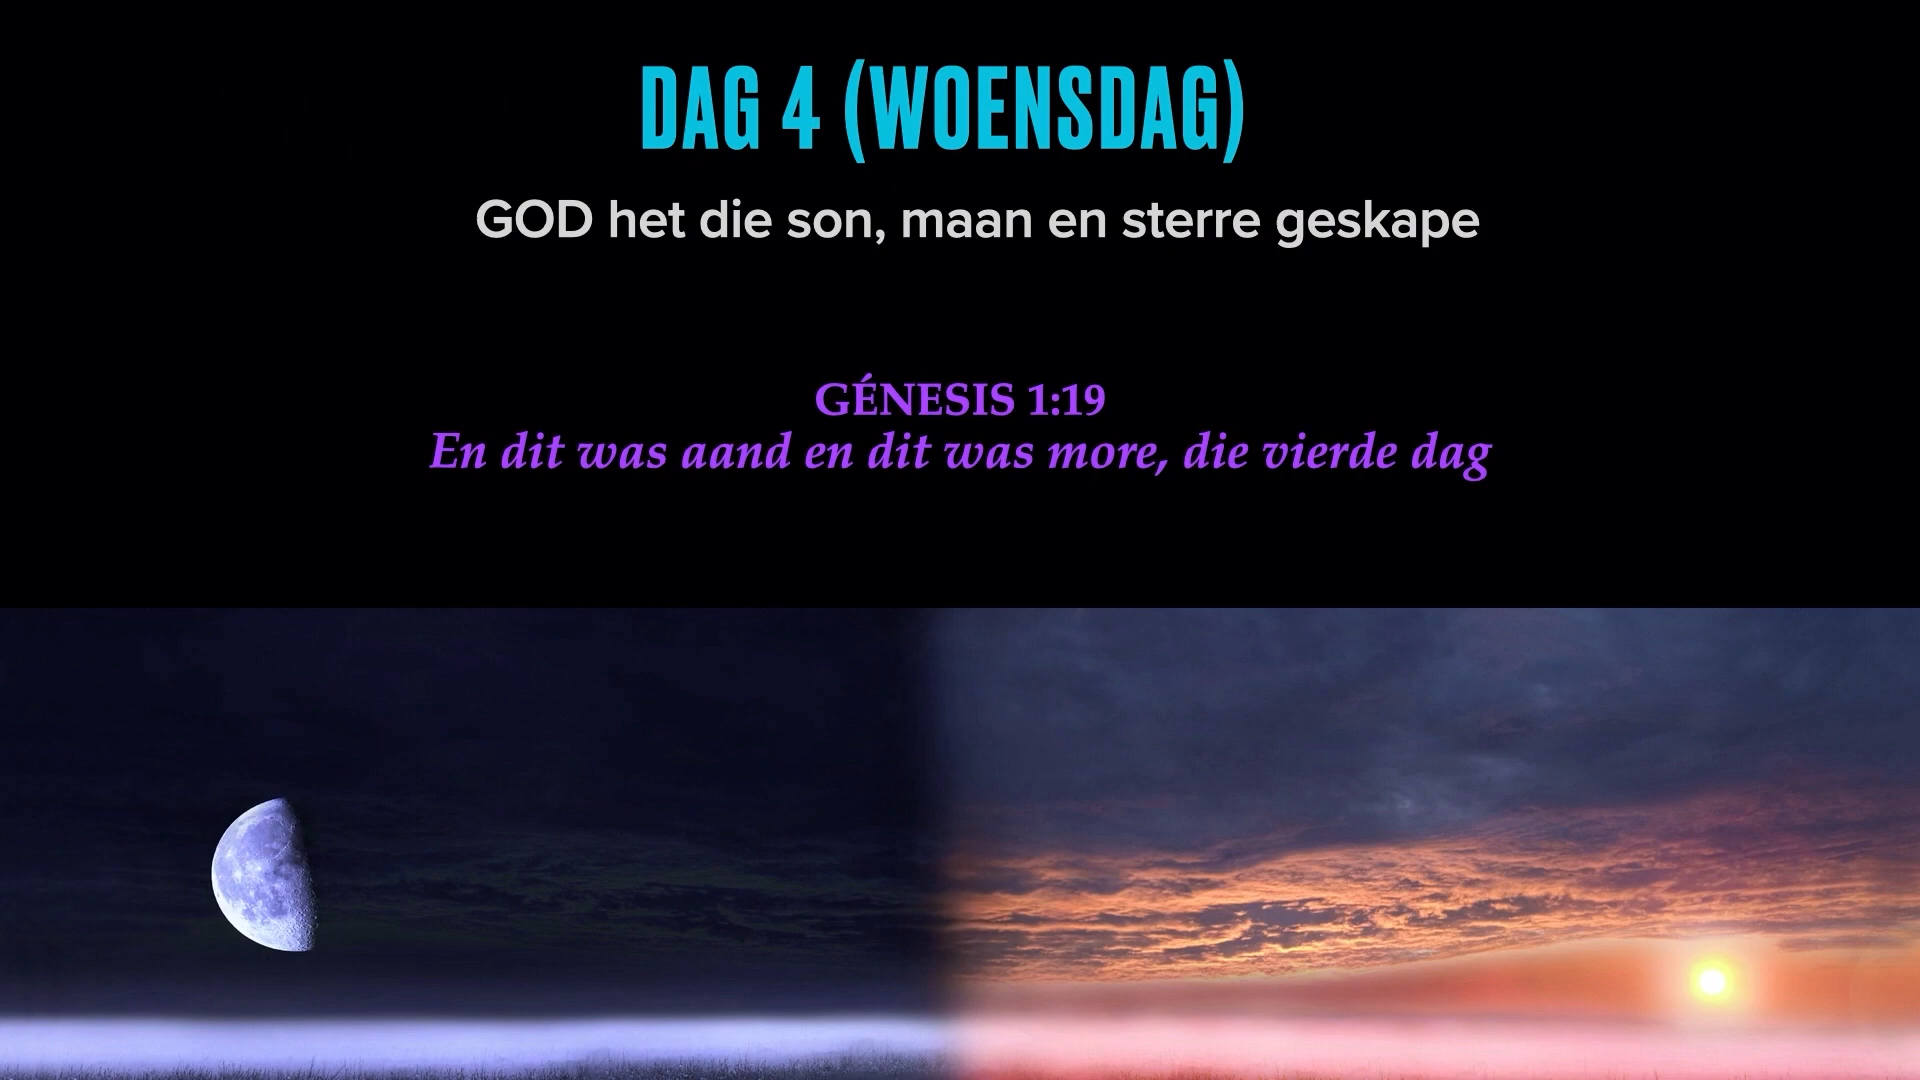 DAG 4 (WOENSDAG)
GOD het die son, maan en sterre geskape
GÉNESIS 1:19
En dit was aand en dit was more, die vierde dag